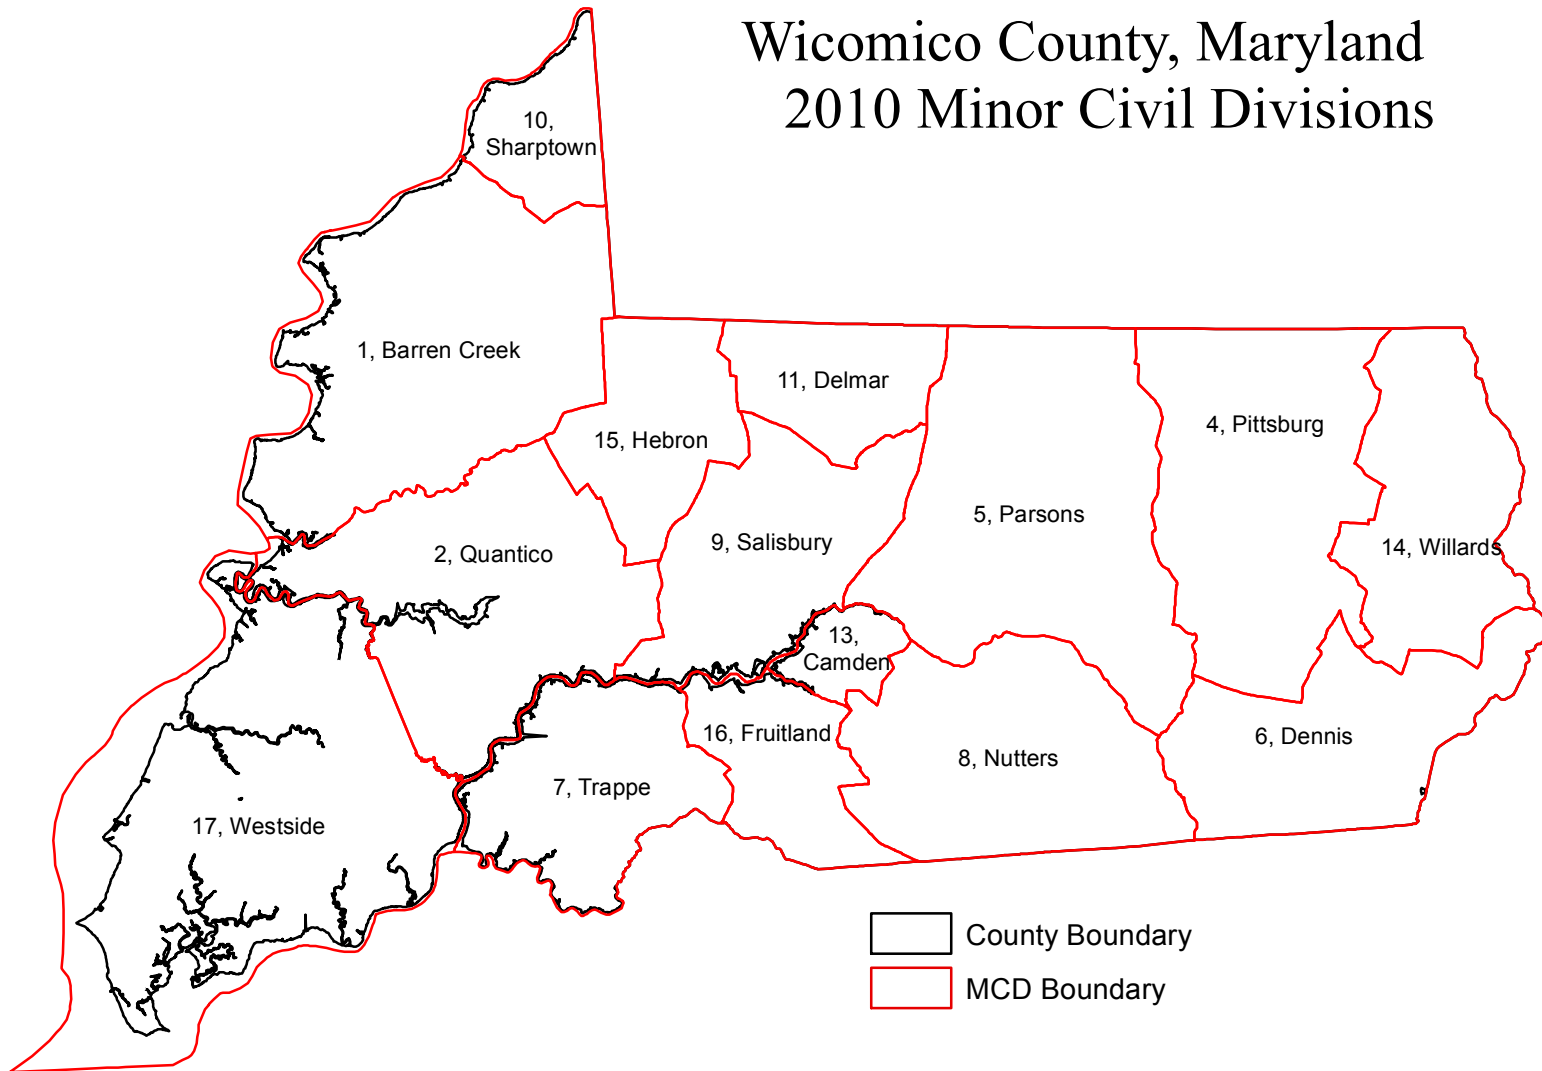 Wicomico County, Maryland
2010 Minor Civil Divisions
10,
Sharptown
1, Barren Creek
11, Delmar
15, Hebron
4, Pittsburg
5, Parsons
9, Salisbury
14, Willards
2, Quantico
13,
Camden
16, Fruitland
6, Dennis
8, Nutters
7, Trappe
17, Westside
County Boundary
MCD Boundary